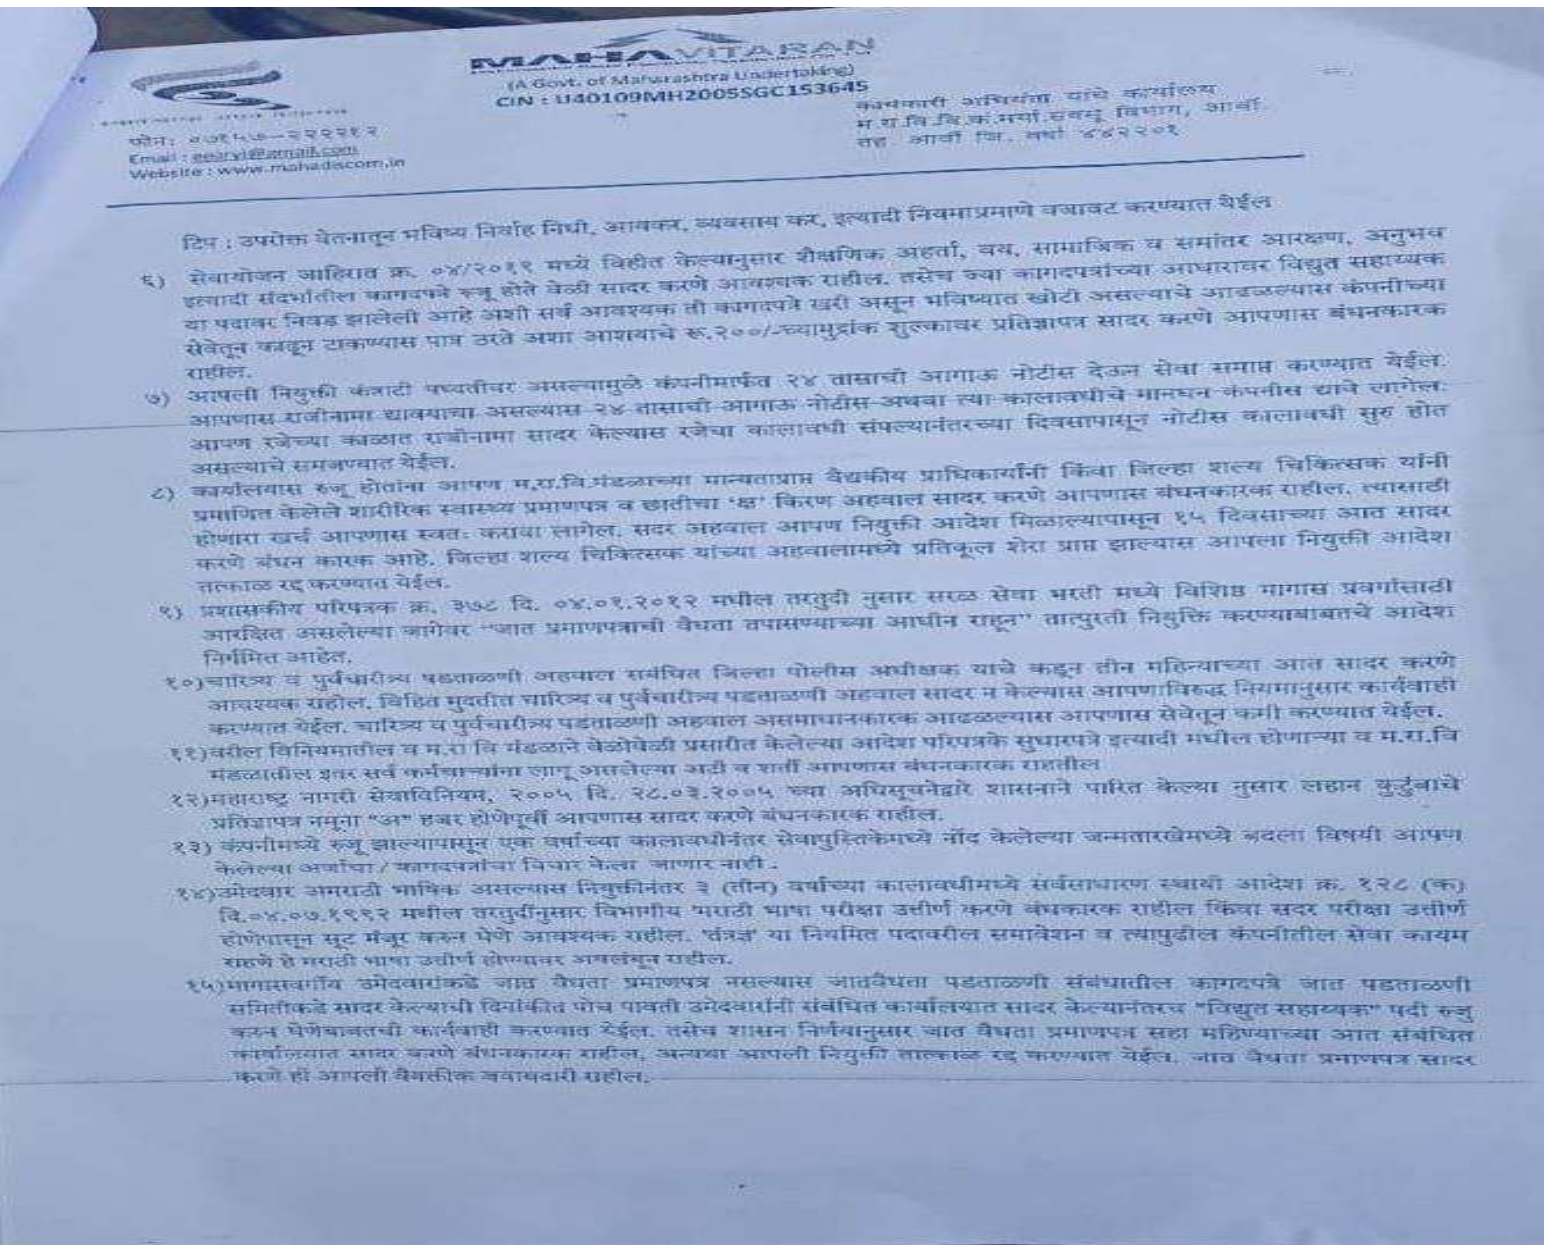 MAHAVITARAN
(A Govt. of Maharashtra Undertaking)
CIN : U40109MH2005SGC153645
कार्यकारी अभियंता यांचे कार्यालय
म.रा.वि.वि.कं.मर्या.संवसू विभाग, आर्वी
तह आर्वी जि. वर्धा ४४२२०१
फोन: ०७१५७-२२२२१२
Email :
Website : www.mahadiscom.in
टिप : उपरोक्त वेतनातून भविष्य निर्वाह निधी, आयकर, व्यवसाय कर, इत्यादी नियमाप्रमाणे वजावट करण्यात येईल
६) सेवायोजन जाहिरात क्र. ०४/२०१९ मध्ये विहीत केल्यानुसार शैक्षणिक अहर्ता, वय, सामाजिक व समांतर आरक्षण, अनुभव
इत्यादी संदर्भातील कागदपत्रे रुजू होते वेळी सादर करणे आवश्यक राहील. तसेच ज्या कागदपत्रांच्या आधारावर विद्युत सहाय्यक
या पदावर निवड झालेली आहे अशी सर्व आवश्यक ती कागदपत्रे खरी असून भविष्यात खोटी असल्याचे आढळल्यास कंपनीच्या
सेवेतून काढून टाकण्यास पात्र ठरते अशा आशयाचे रू.२००/-च्यामुद्रांक शुल्कावर प्रतिज्ञापत्र सादर करणे आपणास बंधनकारक
राहील.
७) आपली नियुक्ती कंत्राटी पध्वतीवर असल्यामुळे कंपनीमार्फत २४ तासाची आगाऊ नोटीस देऊन सेवा समाप्त करण्यात येईल.
आपणास राजीनामा द्यावयाचा असल्यास २४ तासाची आगाऊ नोटीस अथवा त्या कालावधीचे मानधन कंपनीस द्यावे लागेल.
आपण रजेच्या काळात राजीनामा सादर केल्यास रजेचा कालावधी संपल्यानंतरच्या दिवसापासून नोटीस कालावधी सुरु होत
असल्याचे समजण्यात येईल.
८) कार्यालयास रुजू होतांना आपण म.रा.वि.मंडळाच्या मान्यताप्राप्त वैद्यकीय प्राधिकार्यांनी किंवा जिल्हा शल्य चिकित्सक यांनी
प्रमाणित केलेले शारीरिक स्वास्थ्य प्रमाणपत्र व छातीचा ‘क्ष’ किरण अहवाल सादर करणे आपणास बंधनकारक राहील. त्यासाठी
होणारा खर्च आपणास स्वतः करावा लागेल. सदर अहवाल आपण नियुक्ती आदेश मिळाल्यापासून १५ दिवसाच्या आत सादर
करणे बंधन कारक आहे. जिल्हा शल्य चिकित्सक यांच्या अहवालामध्ये प्रतिकूल शेरा प्राप्त झाल्यास आपला नियुक्ती आदेश
तत्काळ रद्द करण्यात येईल.
९) प्रशासकीय परिपत्रक क्र. ३७८ दि. ०४.०१.२०१२ मधील तरतुदी नुसार सरळ सेवा भरती मध्ये विशिष्ठ मागास प्रवर्गासाठी
आरक्षित असलेल्या जागेवर “जात प्रमाणपत्राची वैधता तपासण्याच्या आधीन राहून” तात्पुरती नियुक्ति करण्याबाबतचे आदेश
निर्गमित आहेत.
१०)चारित्र्य व पुर्वचारीत्र्य पडताळणी अहवाल सबंधित जिल्हा पोलीस अधीक्षक याचे कडून तीन महिन्याच्या आत सादर करणे
आवश्यक राहील. विहित मुदतीत चारित्र्य व पुर्वचारीत्र्य पडताळणी अहवाल सादर न केल्यास आपणाविरुद्ध नियमानुसार कार्यवाही
करण्यात येईल. चारित्र्य व पुर्वचारीत्र्य पडताळणी अहवाल असमाधानकारक आढळल्यास आपणास सेवेतून कमी करण्यात येईल.
११)वरील विनियमातील व म.रा वि मंडळाने वेळोवेळी प्रसारीत केलेल्या आदेश परिपत्रके सुधारपत्रे इत्यादी मधील होणाऱ्या व म.रा.वि
मंडळातील इतर सर्व कर्मचाऱ्यांना लागू असलेल्या अटी व शर्ती आपणास बंधनकारक राहतील
१२)महाराष्ट्र नागरी सेवाविनियम, २००५ दि. २८.०३.२००५ च्या अधिसूचनेद्वारे शासनाने पारित केल्या नुसार लहान कुटुंबाचे
प्रतिज्ञापत्र नमूना “अ” हजर होणेपूर्वी आपणास सादर करणे बंधनकारक राहील.
१३) कंपनीमध्ये रुजू झाल्यापासून एक वर्षाच्या कालावधीनंतर सेवापुस्तिकेमध्ये नोंद केलेल्या जन्मतारखेमध्ये बदला विषयी आपण
केलेल्या अर्जाचा / कागदपत्रांचा विचार केला जाणार नाही .
१४)उमेदवार अमराठी भाषिक असल्यास नियुक्तीनंतर ३ (तीन) वर्षाच्या कालावधीमध्ये सर्वसाधारण स्थायी आदेश क्र. १२८ (क)
दि.०४.०७.१९९२ मधील तरतुदींनुसार विभागीय मराठी भाषा परीक्षा उत्तीर्ण करणे बंधकारक राहील किंवा सदर परीक्षा उत्तीर्ण
होणेपासून सूट मंजूर करुन घेणे आवश्यक राहील. 'तंत्रज्ञ' या नियमित पदावरील समावेशन व त्यापुढील कंपनीतील सेवा कायम
राहणे हे मराठी भाषा उत्तीर्ण होण्यावर अवलंबून राहील.
१५)मागासवर्गीय उमेदवारांकडे जात वैधता प्रमाणपत्र नसल्यास जातवैधता पडताळणी संबंधातील कागदपत्रे जात पडताळणी
समितीकडे सादर केल्याची दिनांकीत पोच पावती उमेदवारांनी संबंधित कार्यालयात सादर केल्यानंतरच "विद्युत सहाय्यक" पदी रुजु
करुन घेणेबाबतची कार्यवाही करण्यात येईल. तसेच शासन निर्णयानुसार जात वैधता प्रमाणपत्र सहा महिण्याच्या आत संबंधित
कार्यालयात सादर करणे बंधनकारक राहील, अन्यथा आपली नियुक्ती तात्काळ रद्द करण्यात येईल. जात वैधता प्रमाणपत्र सादर
करणे ही आपली वैयक्तीक जबाबदारी राहील.